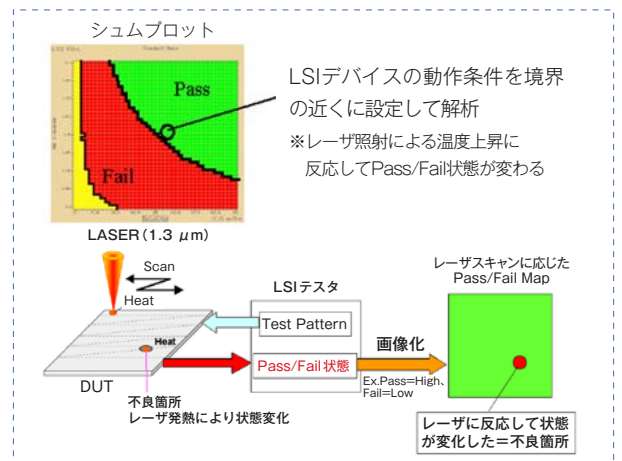 シュムプロット
LSIデバイスの動作条件を境界
の近くに設定して解析
※レーザ照射による温度上昇に
反応してPass/Fail状態が変わる
Pass
Fail
LASER(1.3 μm)
Scan
Heat
Heat
DUT
不良箇所
レーザ発熱により状態変化
LSIテスタ
Test Pattern
Pass/Fail 状態
画像化
Ex.Pass=High、
Fail=Low
レーザスキャンに応じた
Pass/Fail Map
レーザに反応して状態
が変化した=不良箇所